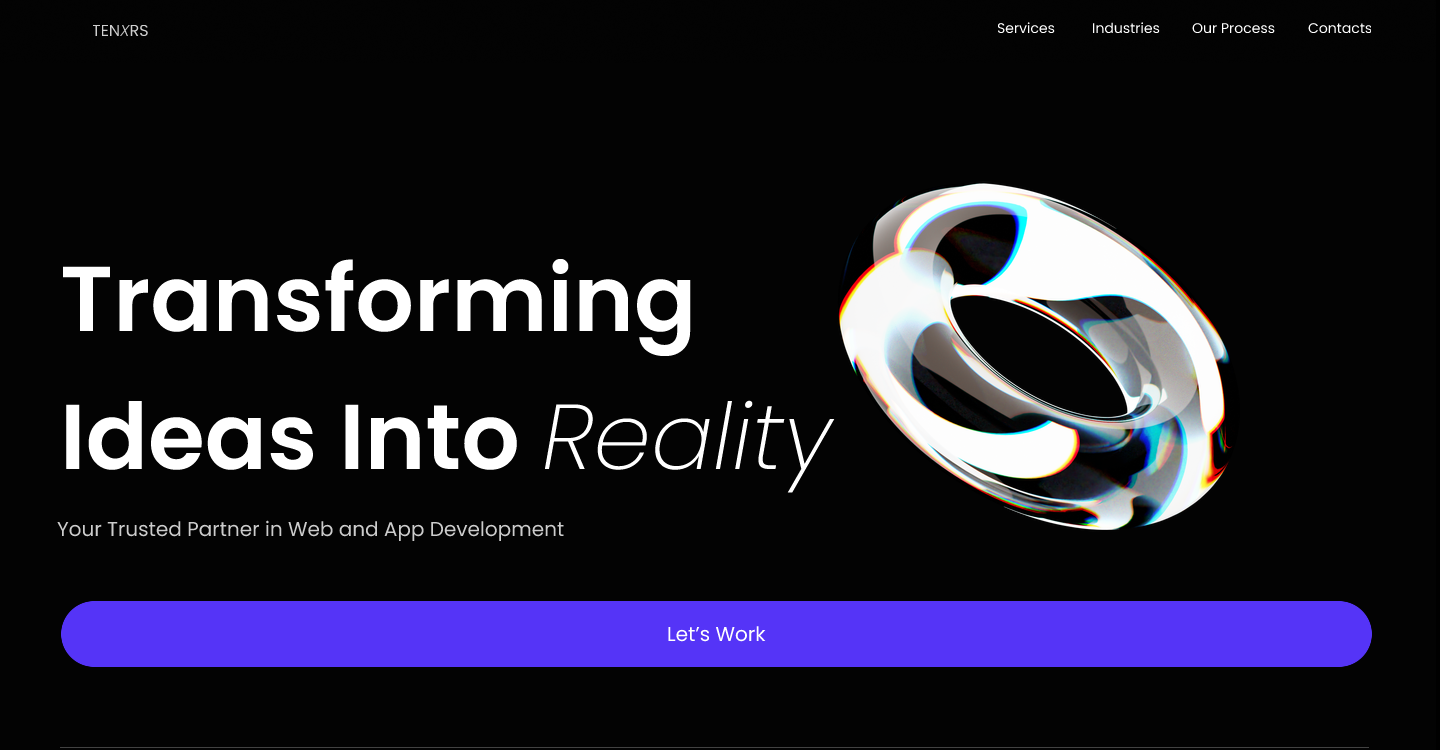 TENXRS
Services Industries Our Process Contacts
Transforming
Ideas Into Reality
Your Trusted Partner in Web and App Development
Let’s Work